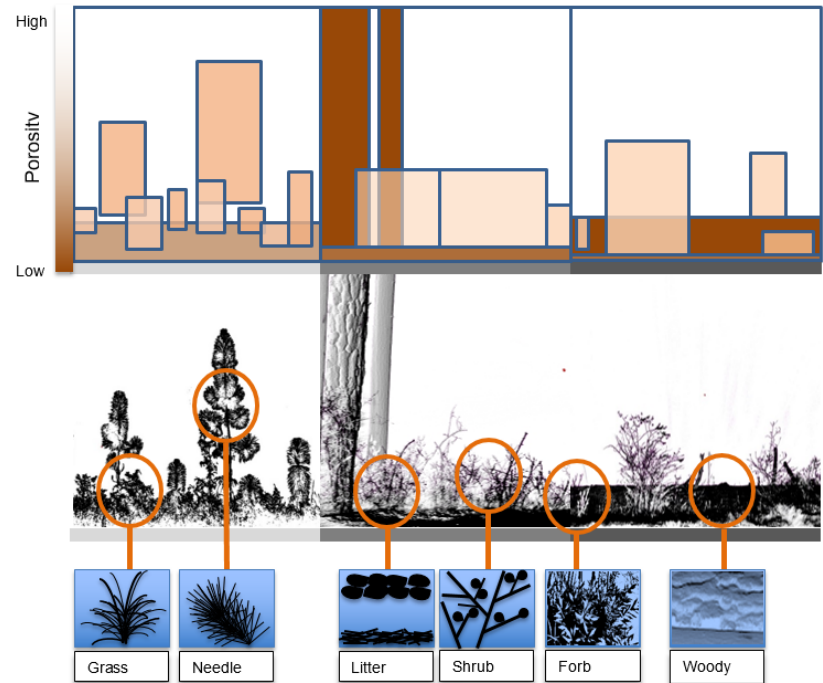 High
Porosity
Low
Grass
Needle
Litter
Shrub
Forb
Woody